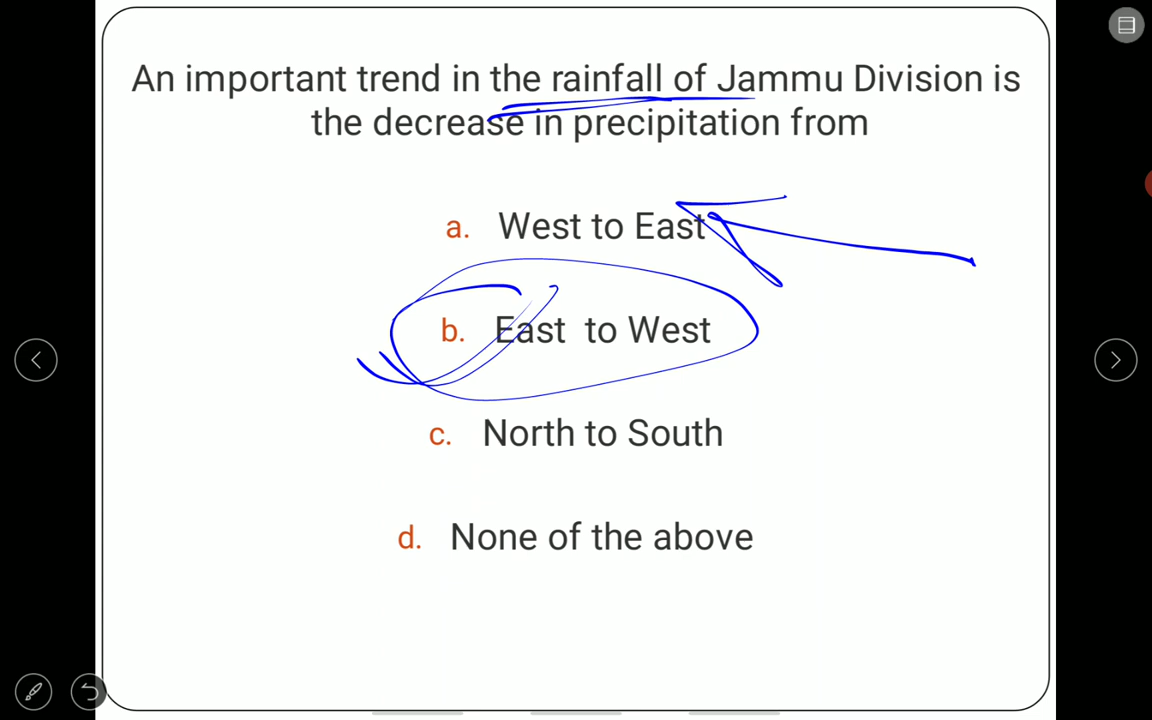 An important trend in the rainfall of Jammu Division is
the decrease in precipitation from
a. West to East
b. East to West
c. North to South
d. None of the above